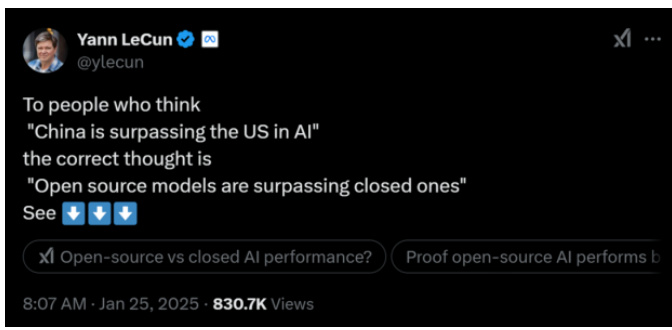 Yann LeCun
@ylecun
To people who think
"China is surpassing the US in AI"
the correct thought is
"Open source models are surpassing closed ones"
See
Open-source vs closed AI performance?
Proof open-source AI performs b
8:07 AM · Jan 25, 2025 · 830.7K Views